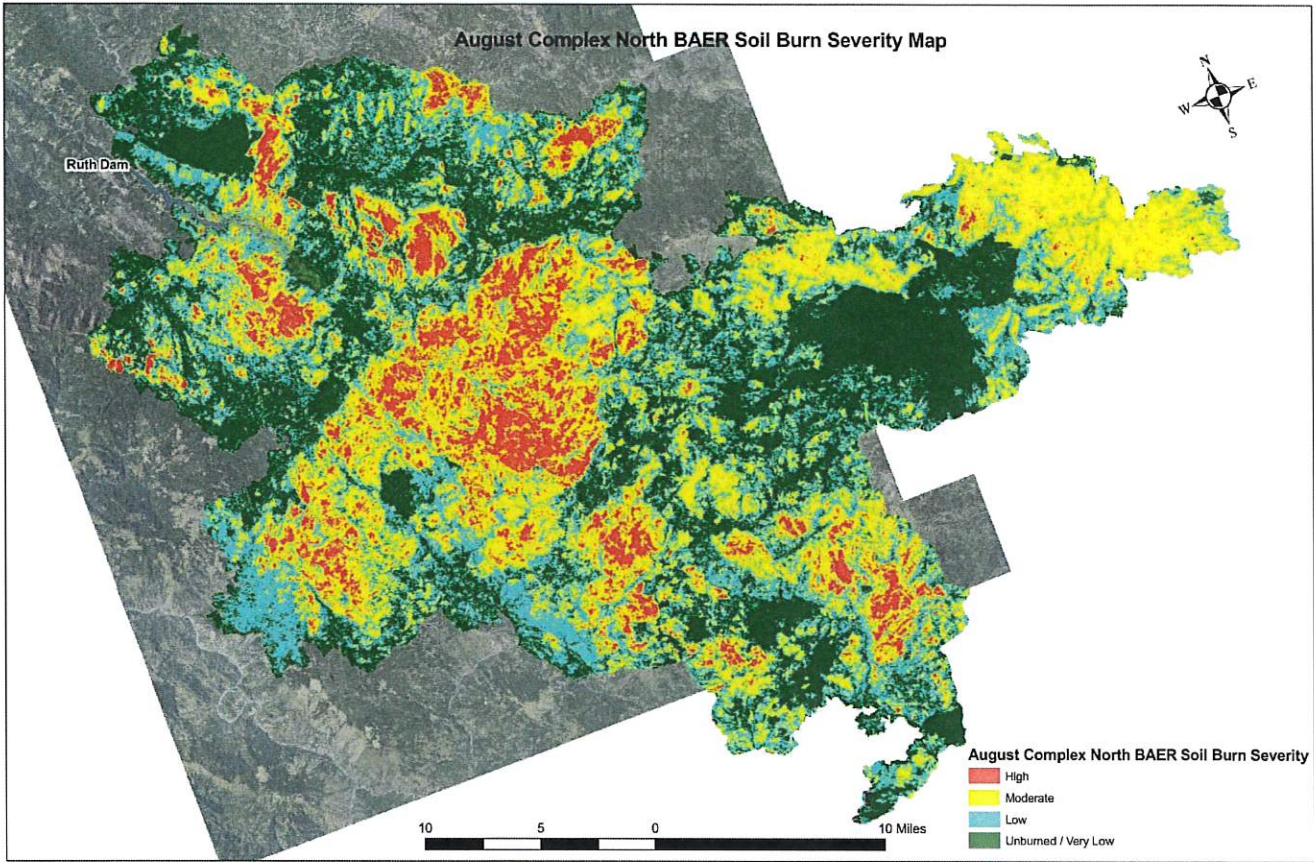 August Complex North BAER Soil Burn Severity Map
N
W E
S
Ruth Dam
August Complex North BAER Soil Burn Severity
High
Moderate
Low
Unburned / Very Low
10 5 0 10 Miles